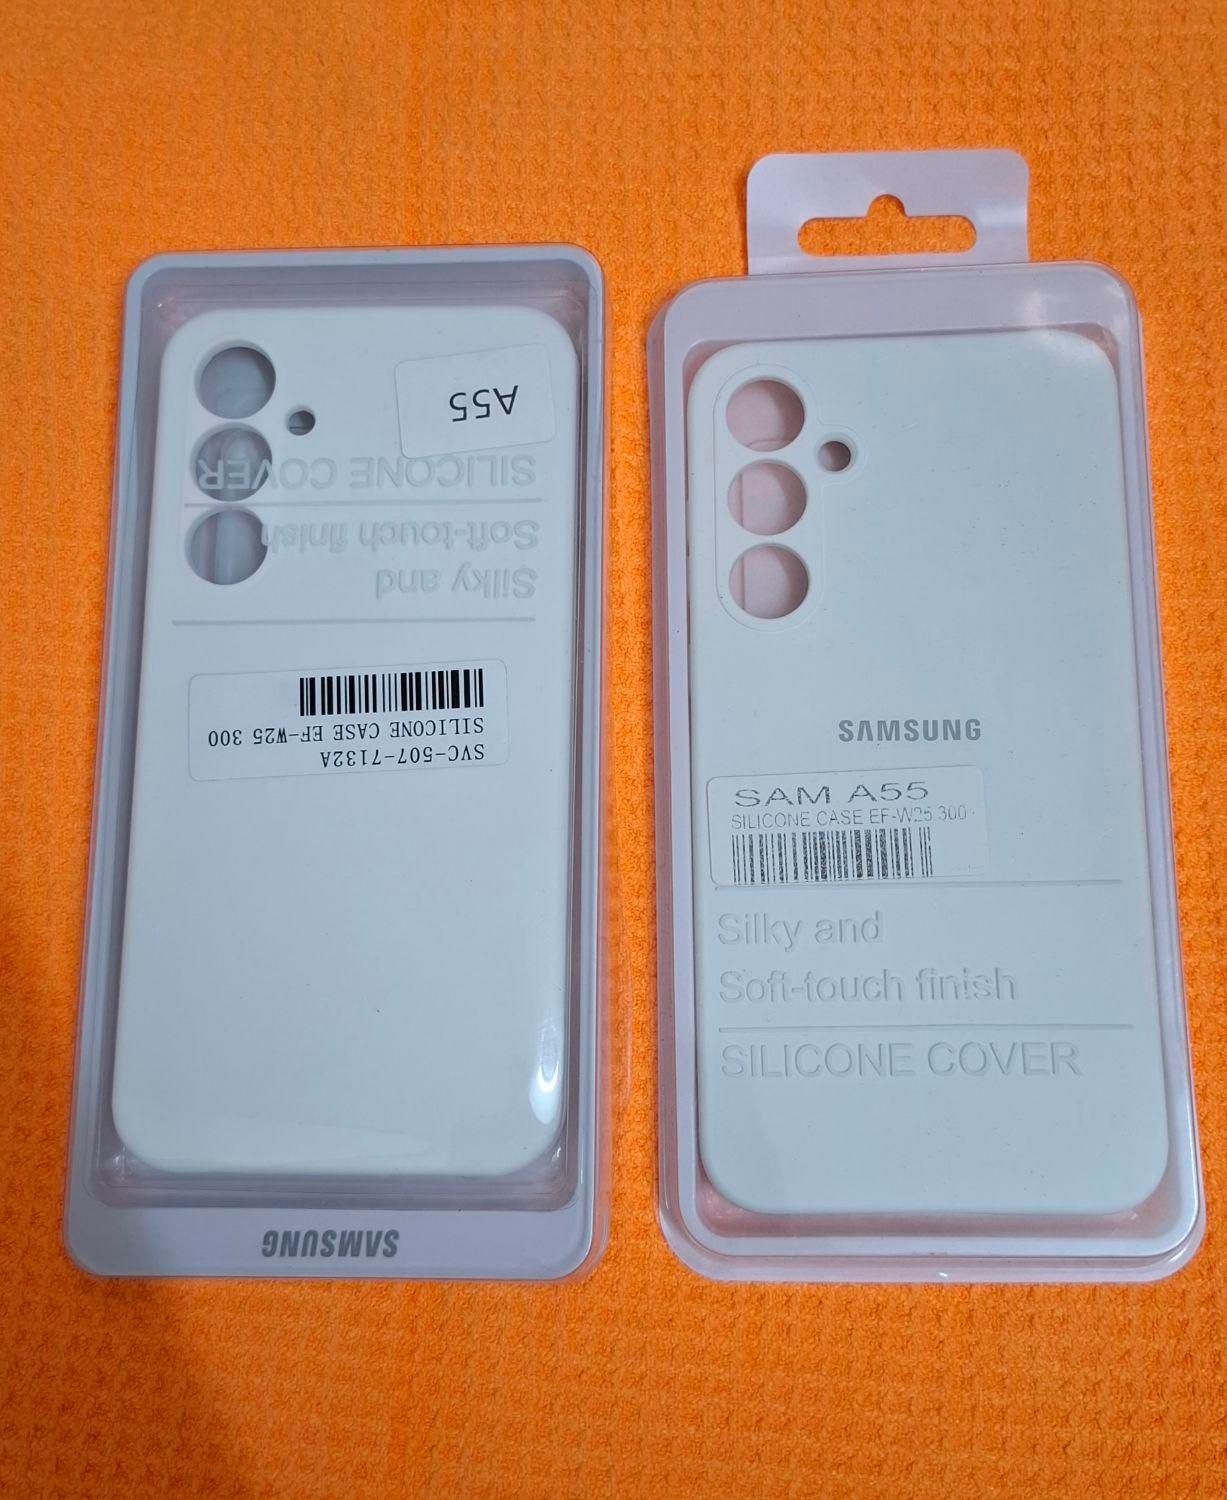 SAMSUNG
SVC-507-7132A
SILICONE CASE EF-W25 300
Silky and
Soft-touch finish
SILICONE COVER
A55
SAMSUNG
SAM A55
SILICONE CASE EF-W25 300
Silky and
Soft-touch finish
SILICONE COVER